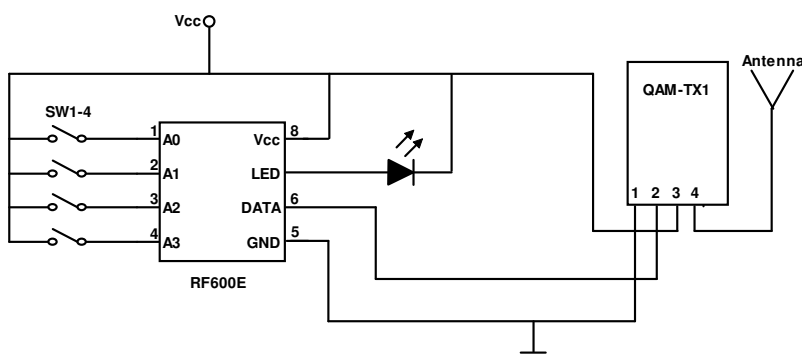 Vcc
Antenna
QAM-TX1
SW1-4
1 A0
2 A1
3 A2
4 A3
Vcc 8
LED
DATA 6
GND 5
1 2 3 4
RF600E